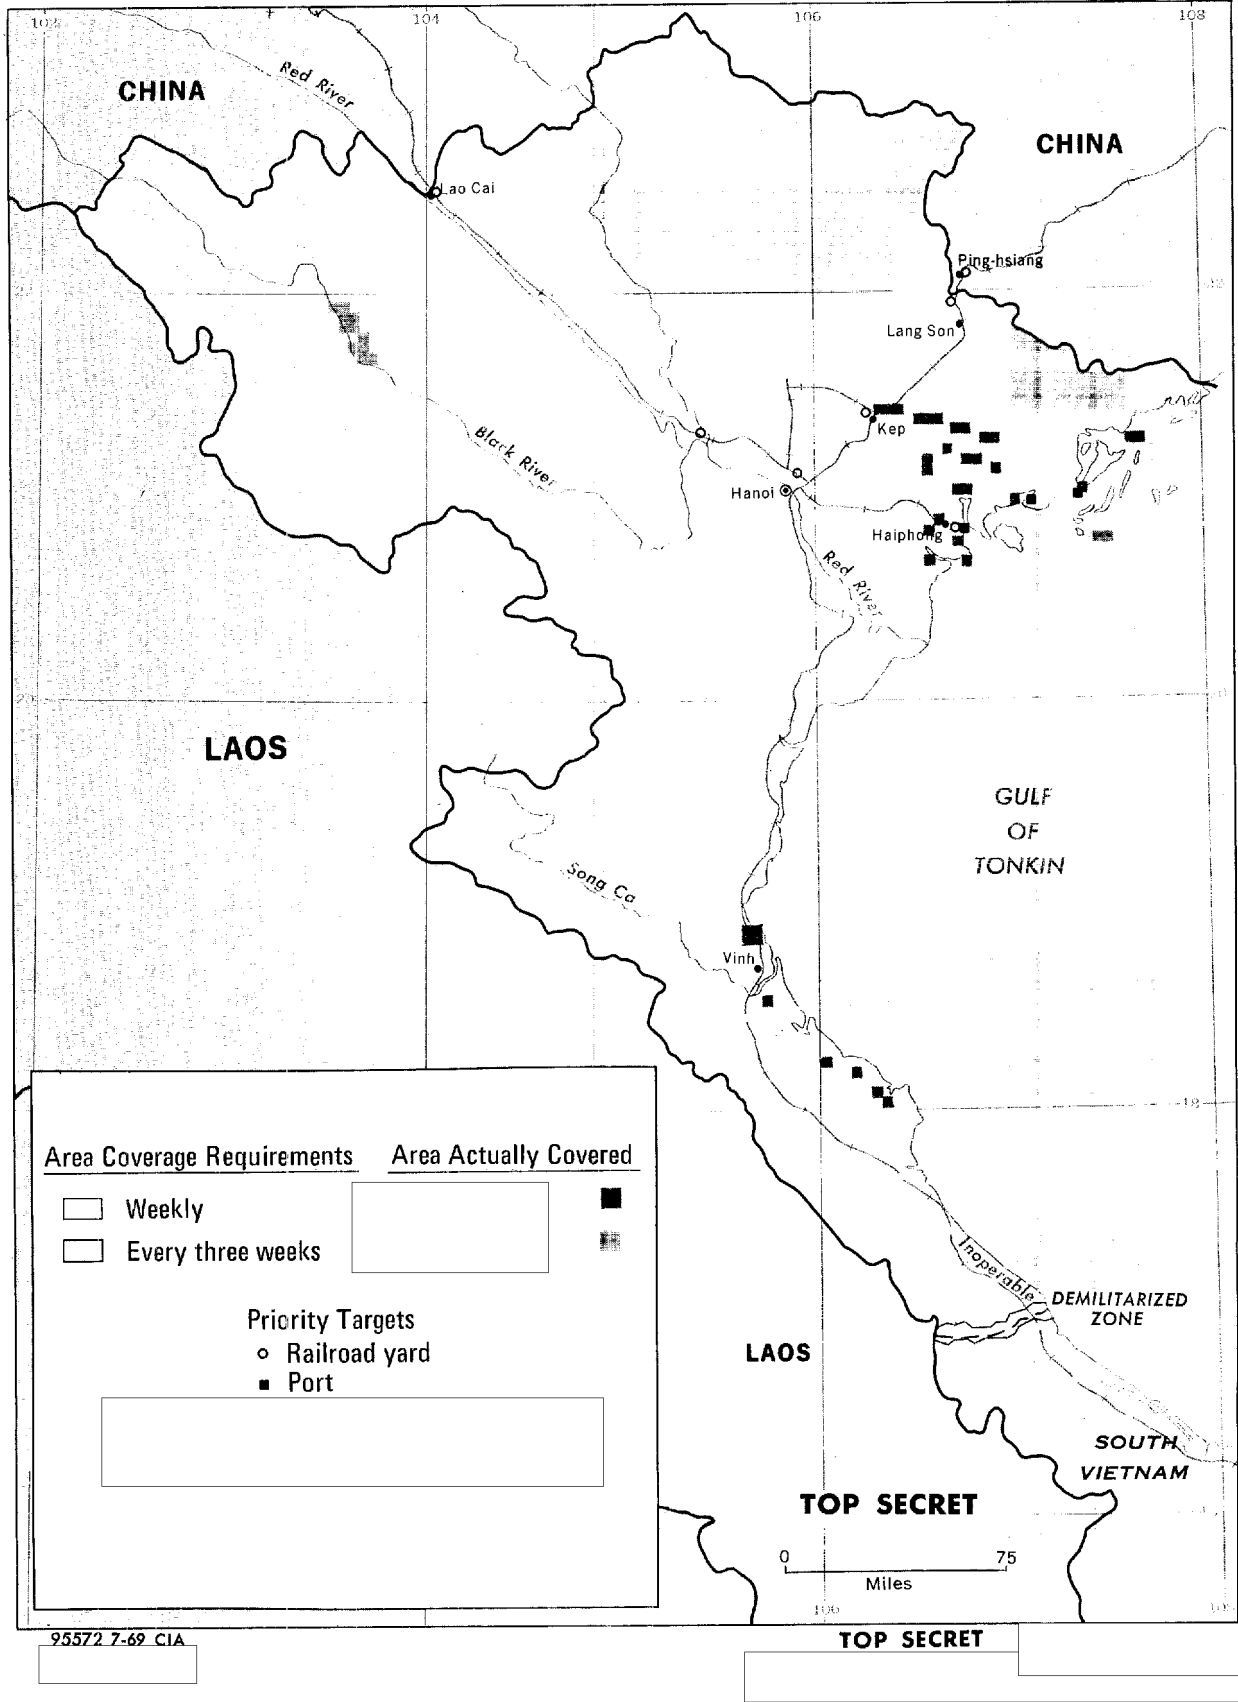 102
104
106
108
CHINA
Red River
CHINA
Lao Cai
Ping-hsiang
Lang Son
Kep
Black River
Hanoi
Haiphong
Red River
20
LAOS
GULF
OF
TONKIN
Song Ca
Vinh
18
Area Coverage Requirements
Area Actually Covered
Weekly
Every three weeks
Priority Targets
Railroad yard
Port
Inoperable
DEMILITARIZED
ZONE
LAOS
SOUTH
VIETNAM
TOP SECRET
0
75
Miles
106
95572 7-69 CIA
TOP SECRET